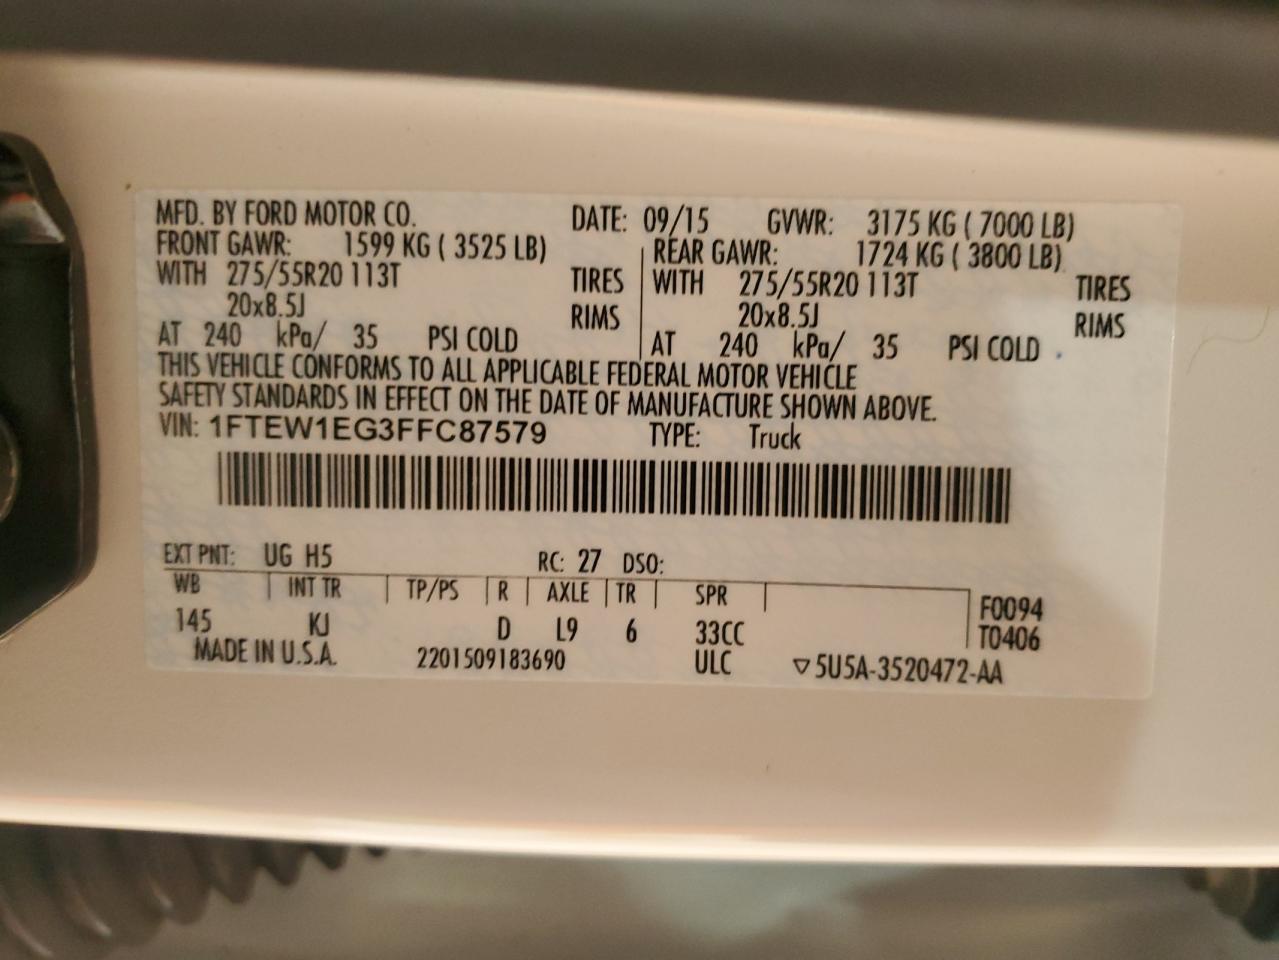 MFD. BY FORD MOTOR CO. DATE: 09/15 GVWR: 3175 KG ( 7000 LB)
FRONT GAWR: 1599 KG ( 3525 LB) REAR GAWR: 1724 KG ( 3800 LB)
WITH 275/55R20 113T TIRES WITH 275/55R20 113T TIRES
20x8.5J RIMS 20x8.5J RIMS
AT 240 kPa/ 35 PSI COLD AT 240 kPa/ 35 PSI COLD
THIS VEHICLE CONFORMS TO ALL APPLICABLE FEDERAL MOTOR VEHICLE
SAFETY STANDARDS IN EFFECT ON THE DATE OF MANUFACTURE SHOWN ABOVE.
VIN: 1FTEW1EG3FFC87579 TYPE: Truck
EXT PNT: UG H5 RC: 27 DSO:
WB INT TR TP/PS R AXLE TR SPR F0094
145 KJ D L9 6 33CC T0406
MADE IN U.S.A. 2201509183690 ULC ▽5U5A-3520472-AA